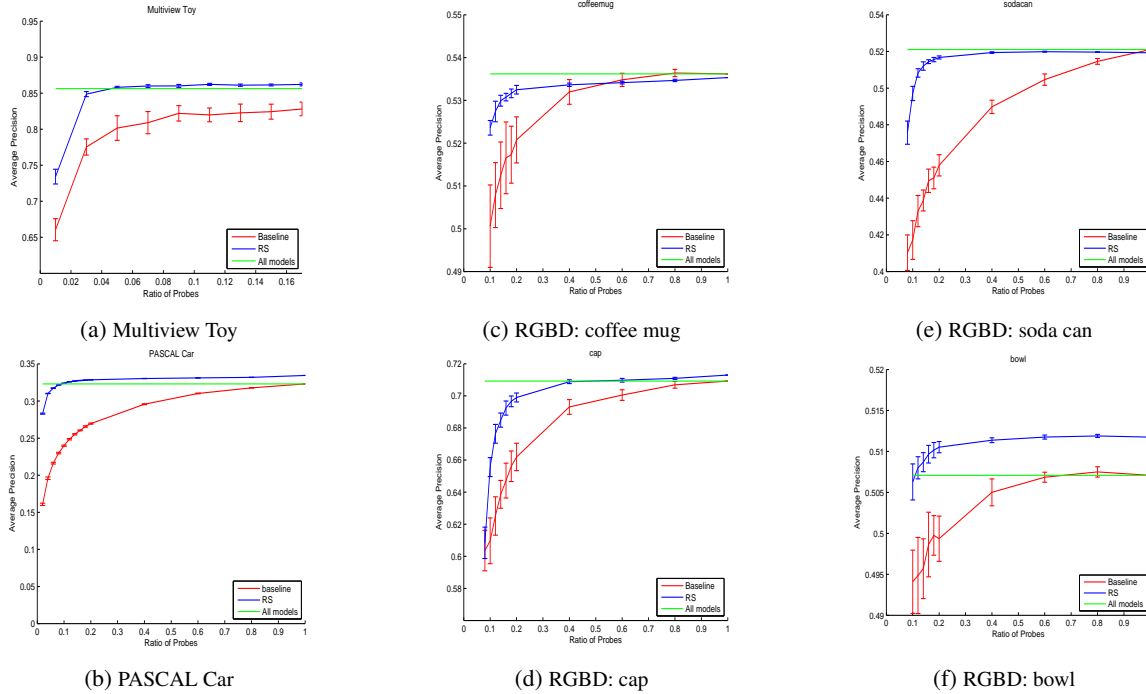 Multiview Toy
0.95
0.9
0.85
0.8
0.75
0.7
0.65
Average Precision
0 0.02 0.04 0.06 0.08 0.1 0.12 0.14 0.16
Ratio of Probes
Baseline
RS
All models
(a) Multiview Toy
coffeemug
0.55
0.54
0.53
0.52
0.51
0.5
0.49
Average Precision
0.1 0.2 0.3 0.4 0.5 0.6 0.7 0.8 0.9 1
Ratio of Probes
Baseline
RS
All models
(c) RGBD: coffee mug
sodacan
0.54
0.52
0.5
0.48
0.46
0.44
0.42
0.4
Average Precision
0.1 0.2 0.3 0.4 0.5 0.6 0.7 0.8 0.9
Ratio of Probes
Baseline
RS
All models
(e) RGBD: soda can
PASCAL Car
0.35
0.3
0.25
0.2
0.15
0.1
0.05
0
Average Precision
0 0.1 0.2 0.3 0.4 0.5 0.6 0.7 0.8 0.9 1
Ratio of Probes
baseline
RS
All models
(b) PASCAL Car
cap
0.72
0.7
0.68
0.66
0.64
0.62
0.6
0.58
Average Precision
0.1 0.2 0.3 0.4 0.5 0.6 0.7 0.8 0.9 1
Ratio of Probes
Baseline
RS
All models
(d) RGBD: cap
bowl
0.52
0.515
0.51
0.505
0.5
0.495
0.49
Average Precision
0.1 0.2 0.3 0.4 0.5 0.6 0.7 0.8 0.9
Ratio of Probes
Baseline
RS
All models
(f) RGBD: bowl